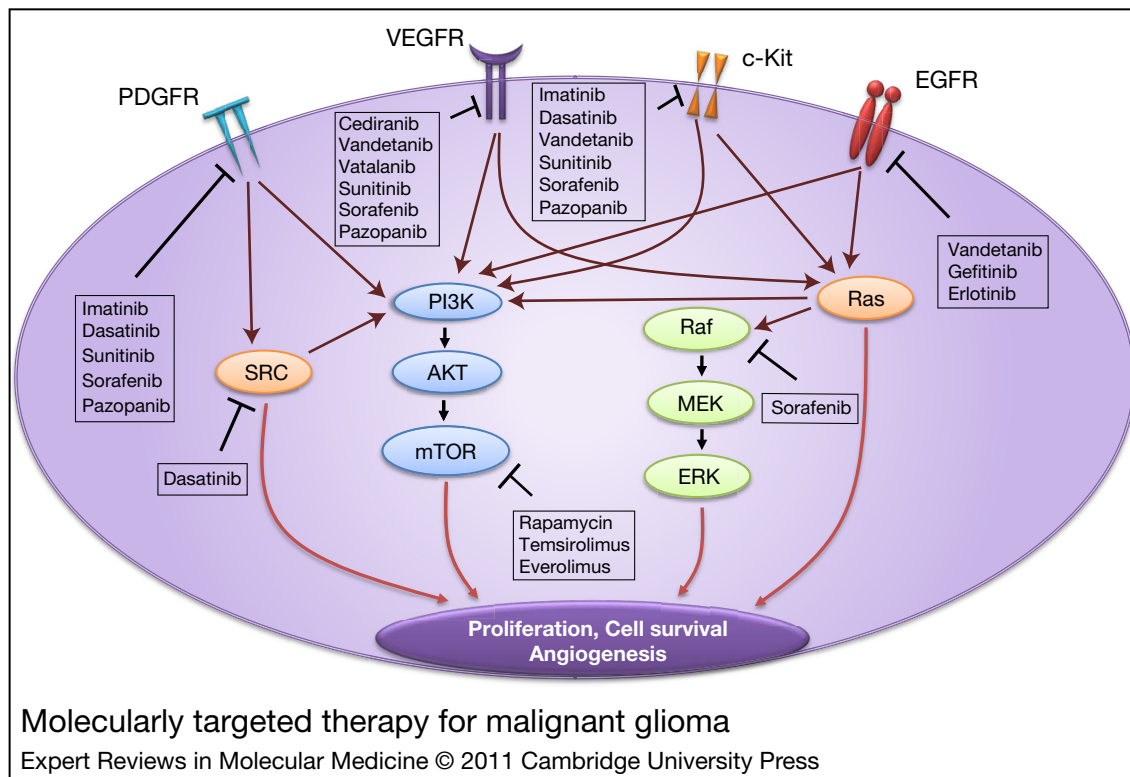 VEGFR
c-Kit
EGFR
PDGFR
Cediranib
Vandetanib
Vatalanib
Sunitinib
Sorafenib
Pazopanib
Imatinib
Dasatinib
Vandetanib
Sunitinib
Sorafenib
Pazopanib
Vandetanib
Gefitinib
Erlotinib
Imatinib
Dasatinib
Sunitinib
Sorafenib
Pazopanib
PI3K
Ras
Raf
SRC
AKT
MEK
Sorafenib
mTOR
ERK
Dasatinib
Rapamycin
Temsirolimus
Everolimus
Proliferation, Cell survival
Angiogenesis
Molecularly targeted therapy for malignant glioma
Expert Reviews in Molecular Medicine © 2011 Cambridge University Press